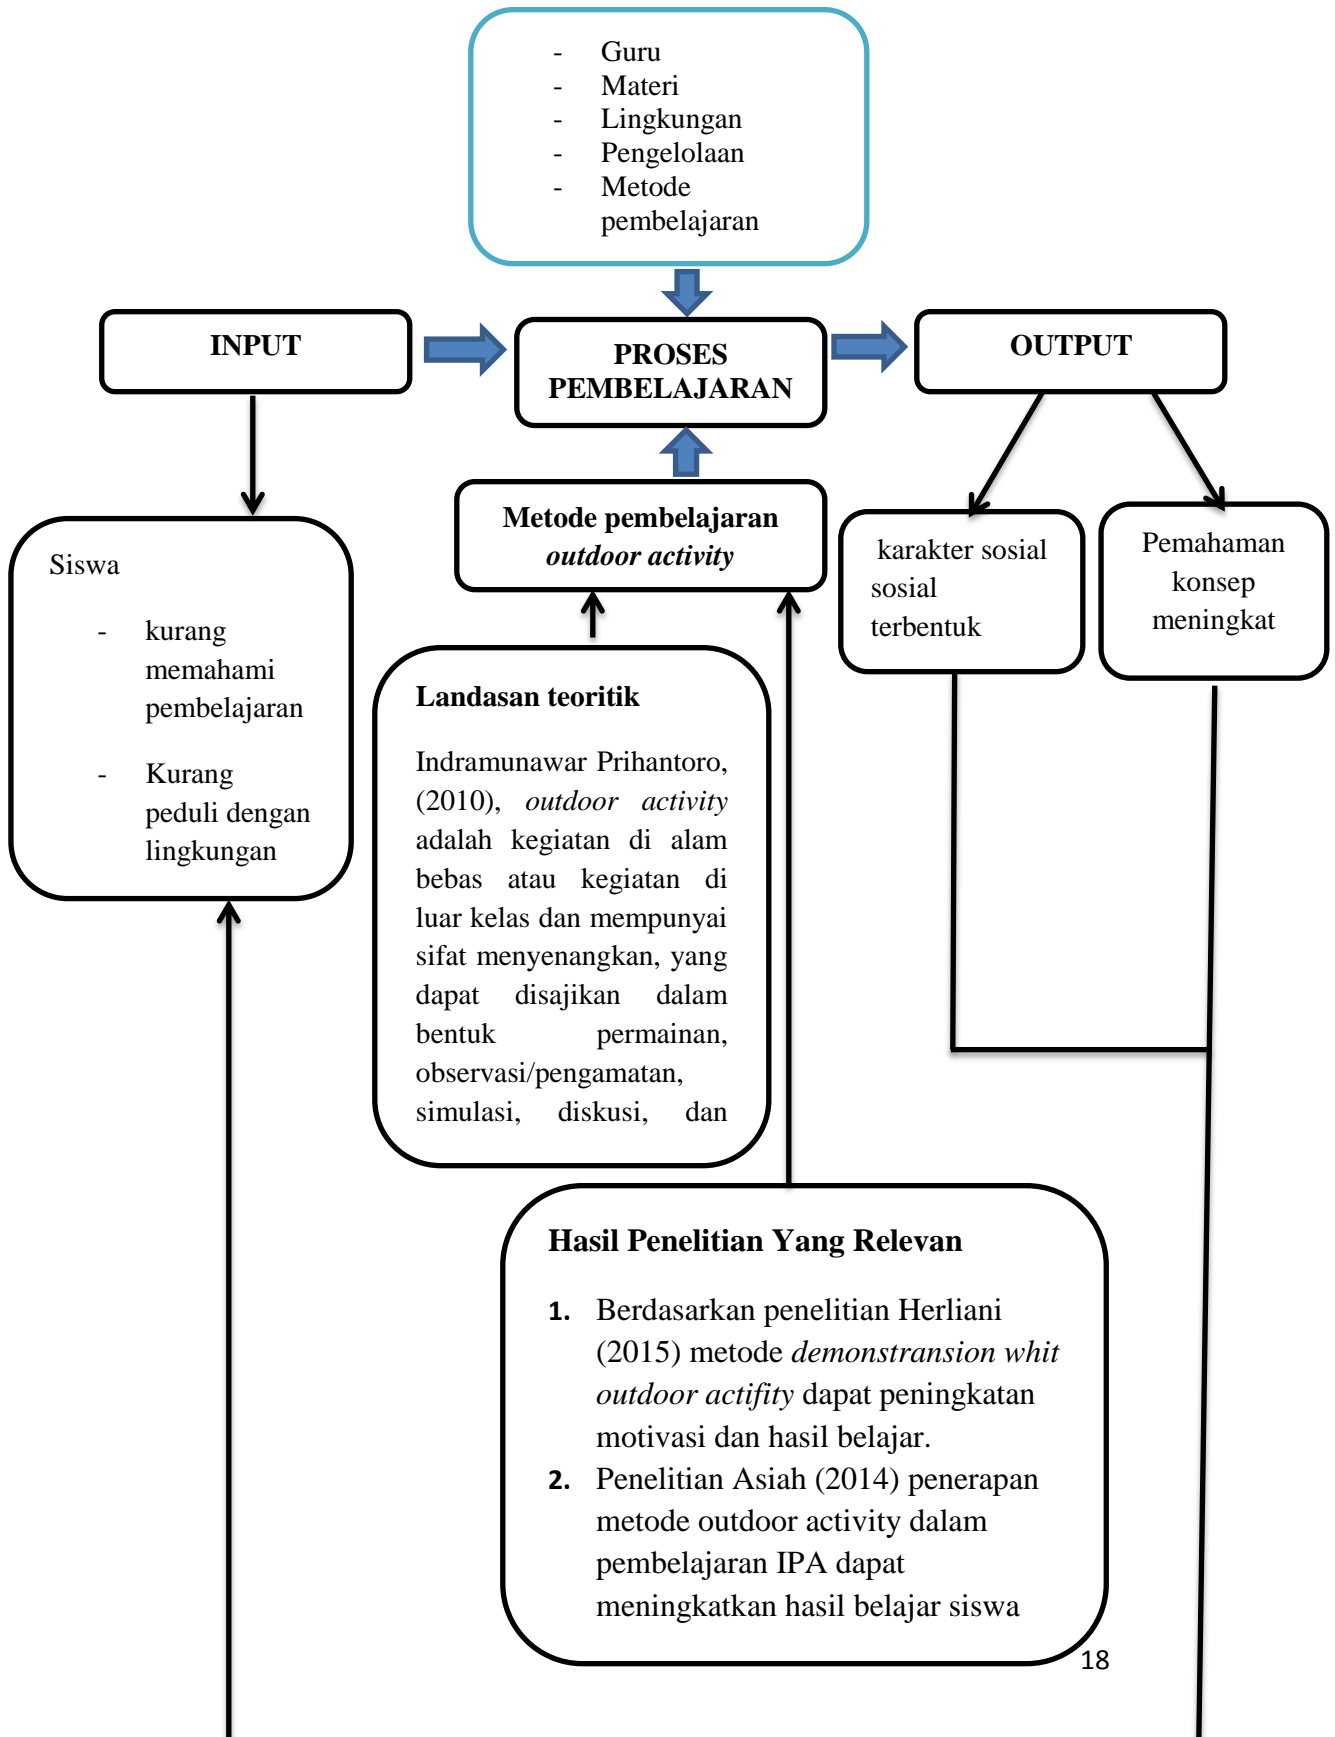 - Guru
- Materi
- Lingkungan
- Pengelolaan
- Metode
pembelajaran
INPUT
PROSES
PEMBELAJARAN
OUTPUT
Metode pembelajaran
outdoor activity
karakter sosial
sosial
terbentuk
Pemahaman
konsep
meningkat
Siswa
- kurang
memahami
pembelajaran
- Kurang
peduli dengan
lingkungan
Landasan teoritik
Indramunawar Prihantoro,
(2010), outdoor activity
adalah kegiatan di alam
bebas atau kegiatan di
luar kelas dan mempunyai
sifat menyenangkan, yang
dapat disajikan dalam
bentuk permainan,
observasi/pengamatan,
simulasi, diskusi, dan
Hasil Penelitian Yang Relevan
1. Berdasarkan penelitian Herliani
(2015) metode demonstransion whit
outdoor actifity dapat peningkatan
motivasi dan hasil belajar.
2. Penelitian Asiah (2014) penerapan
metode outdoor activity dalam
pembelajaran IPA dapat
meningkatkan hasil belajar siswa
18